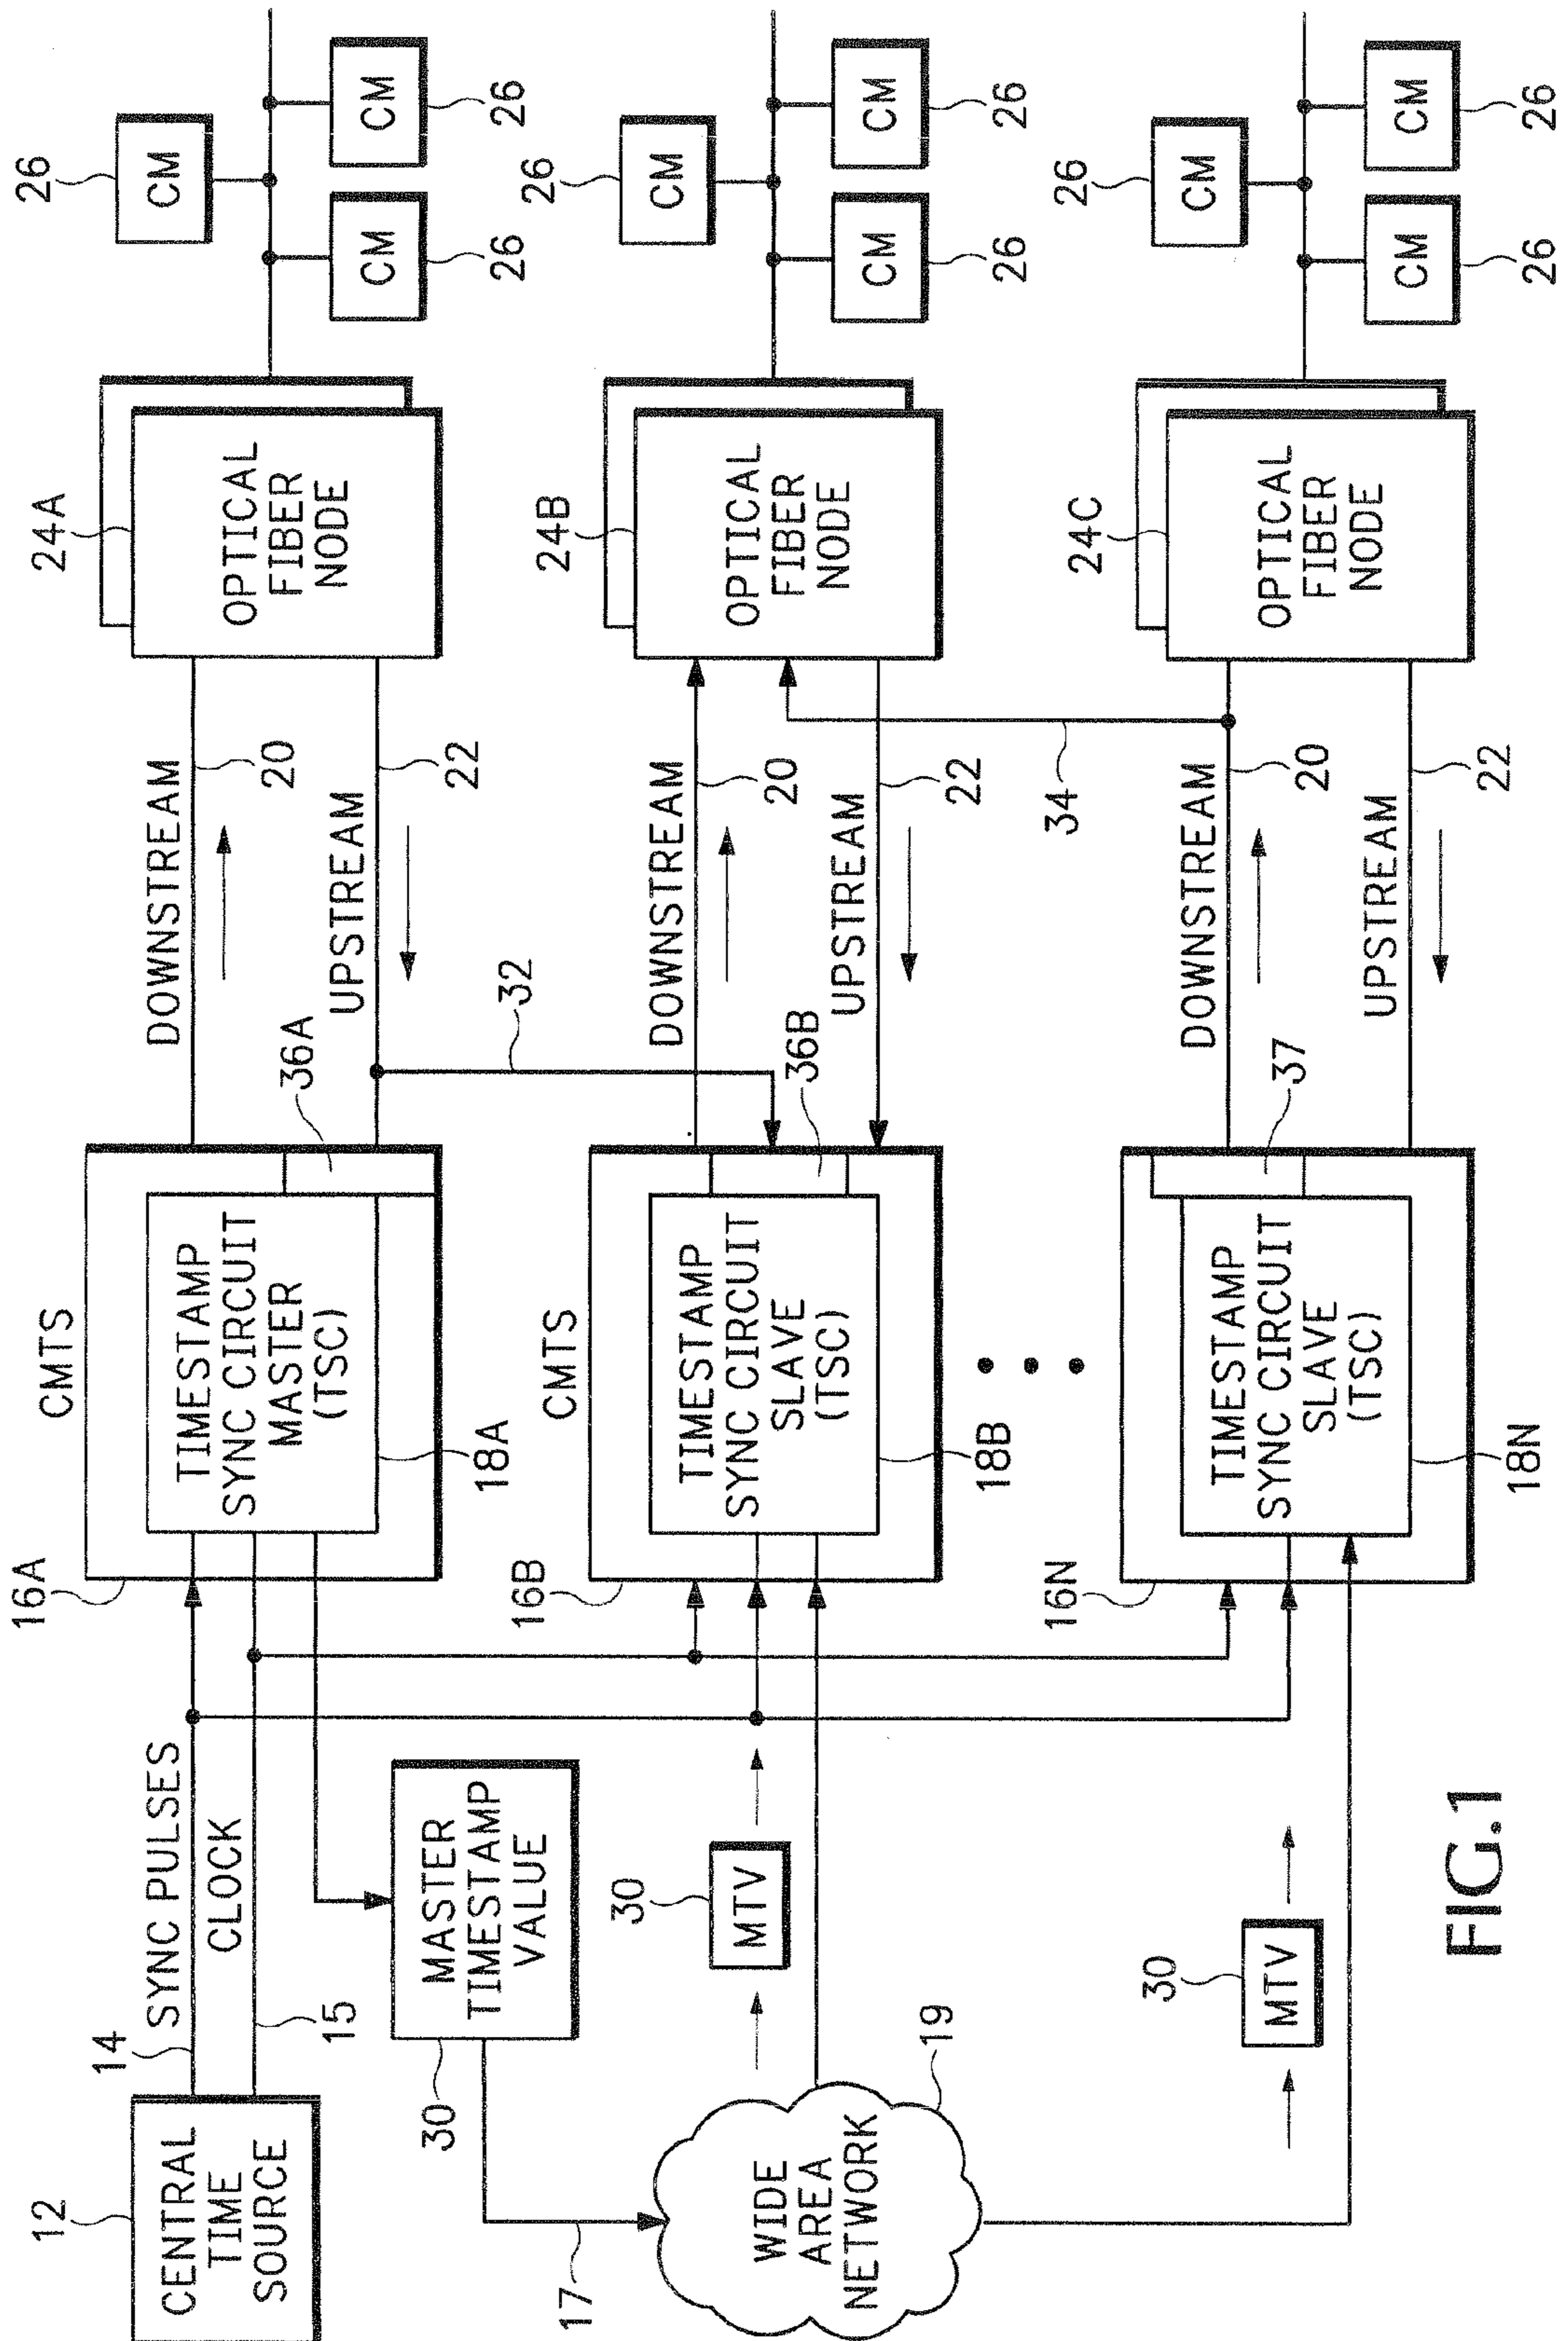 12
CENTRAL
TIME
SOURCE
14
SYNC PULSES
CLOCK
15
16A
CMTS
TIMESTAMP
SYNC CIRCUIT
MASTER
(TSC)
18A
36A
DOWNSTREAM
20
UPSTREAM
22
24A
OPTICAL
FIBER
NODE
26
CM
CM
26
CM
26
MASTER
TIMESTAMP
VALUE
30
17
WIDE
AREA
NETWORK
19
30
MTV
16B
CMTS
TIMESTAMP
SYNC CIRCUIT
SLAVE
(TSC)
18B
36B
32
DOWNSTREAM
20
UPSTREAM
22
24B
OPTICAL
FIBER
NODE
26
CM
CM
26
CM
26
34
30
MTV
16N
TIMESTAMP
SYNC CIRCUIT
SLAVE
(TSC)
18N
37
DOWNSTREAM
20
UPSTREAM
22
24C
OPTICAL
FIBER
NODE
26
CM
CM
26
CM
26
FIG.1